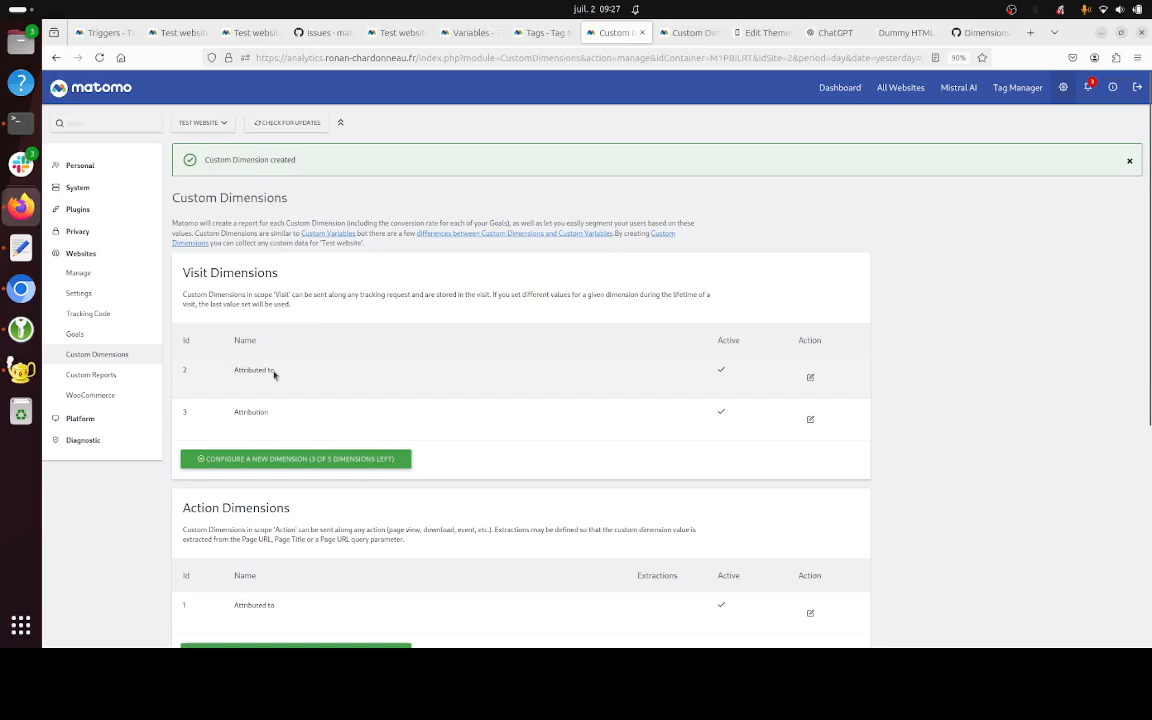 juil. 2 09:27
3
Triggers - Ta
Test websit
Test websi
Issues · mat
Test websit
Variables -
Tags - Tag M
Custom D
Custom Dim
Edit Theme
ChatGPT
Dummy HTML
Dimensions
https://analytics.ronan-chardonneau.fr/index.php?module=CustomDimensions&action=manage&idContainer=M1PBILRT&idSite=2&period=day&date=yesterday#
90%
matomo
Dashboard
All Websites
Mistral AI
Tag Manager
3
TEST WEBSITE
CHECK FOR UPDATES
3
Personal
System
Plugins
Privacy
Websites
Manage
Settings
Tracking Code
Goals
Custom Dimensions
Custom Reports
WooCommerce
Platform
Diagnostic
Custom Dimension created
Custom Dimensions
Matomo will create a report for each Custom Dimension (including the conversion rate for each of your Goals), as well as let you easily segment your users based on these
values. Custom Dimensions are similar to Custom Variables but there are a few differences between Custom Dimensions and Custom Variables.By creating Custom
Dimensions you can collect any custom data for 'Test website'.
Visit Dimensions
Custom Dimensions in scope 'Visit' can be sent along any tracking request and are stored in the visit. If you set different values for a given dimension during the lifetime of a
visit, the last value set will be used.
Id Name Active Action
2 Attributed to
3 Attribution
CONFIGURE A NEW DIMENSION (3 OF 5 DIMENSIONS LEFT)
Action Dimensions
Custom Dimensions in scope 'Action' can be sent along any action (page view, download, event, etc.). Extractions may be defined so that the custom dimension value is
extracted from the Page URL, Page Title or a Page URL query parameter.
Id Name Extractions Active Action
1 Attributed to